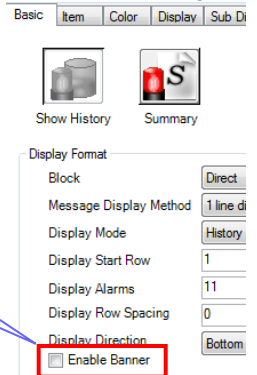 Basic Item Color Display Sub Di
S
Show History Summary
Display Format
Block Direct
Message Display Method 1 line di
Display Mode History
Display Start Row 1
Display Alarms 11
Display Row Spacing 0
Display Direction Bottom
Enable Banner